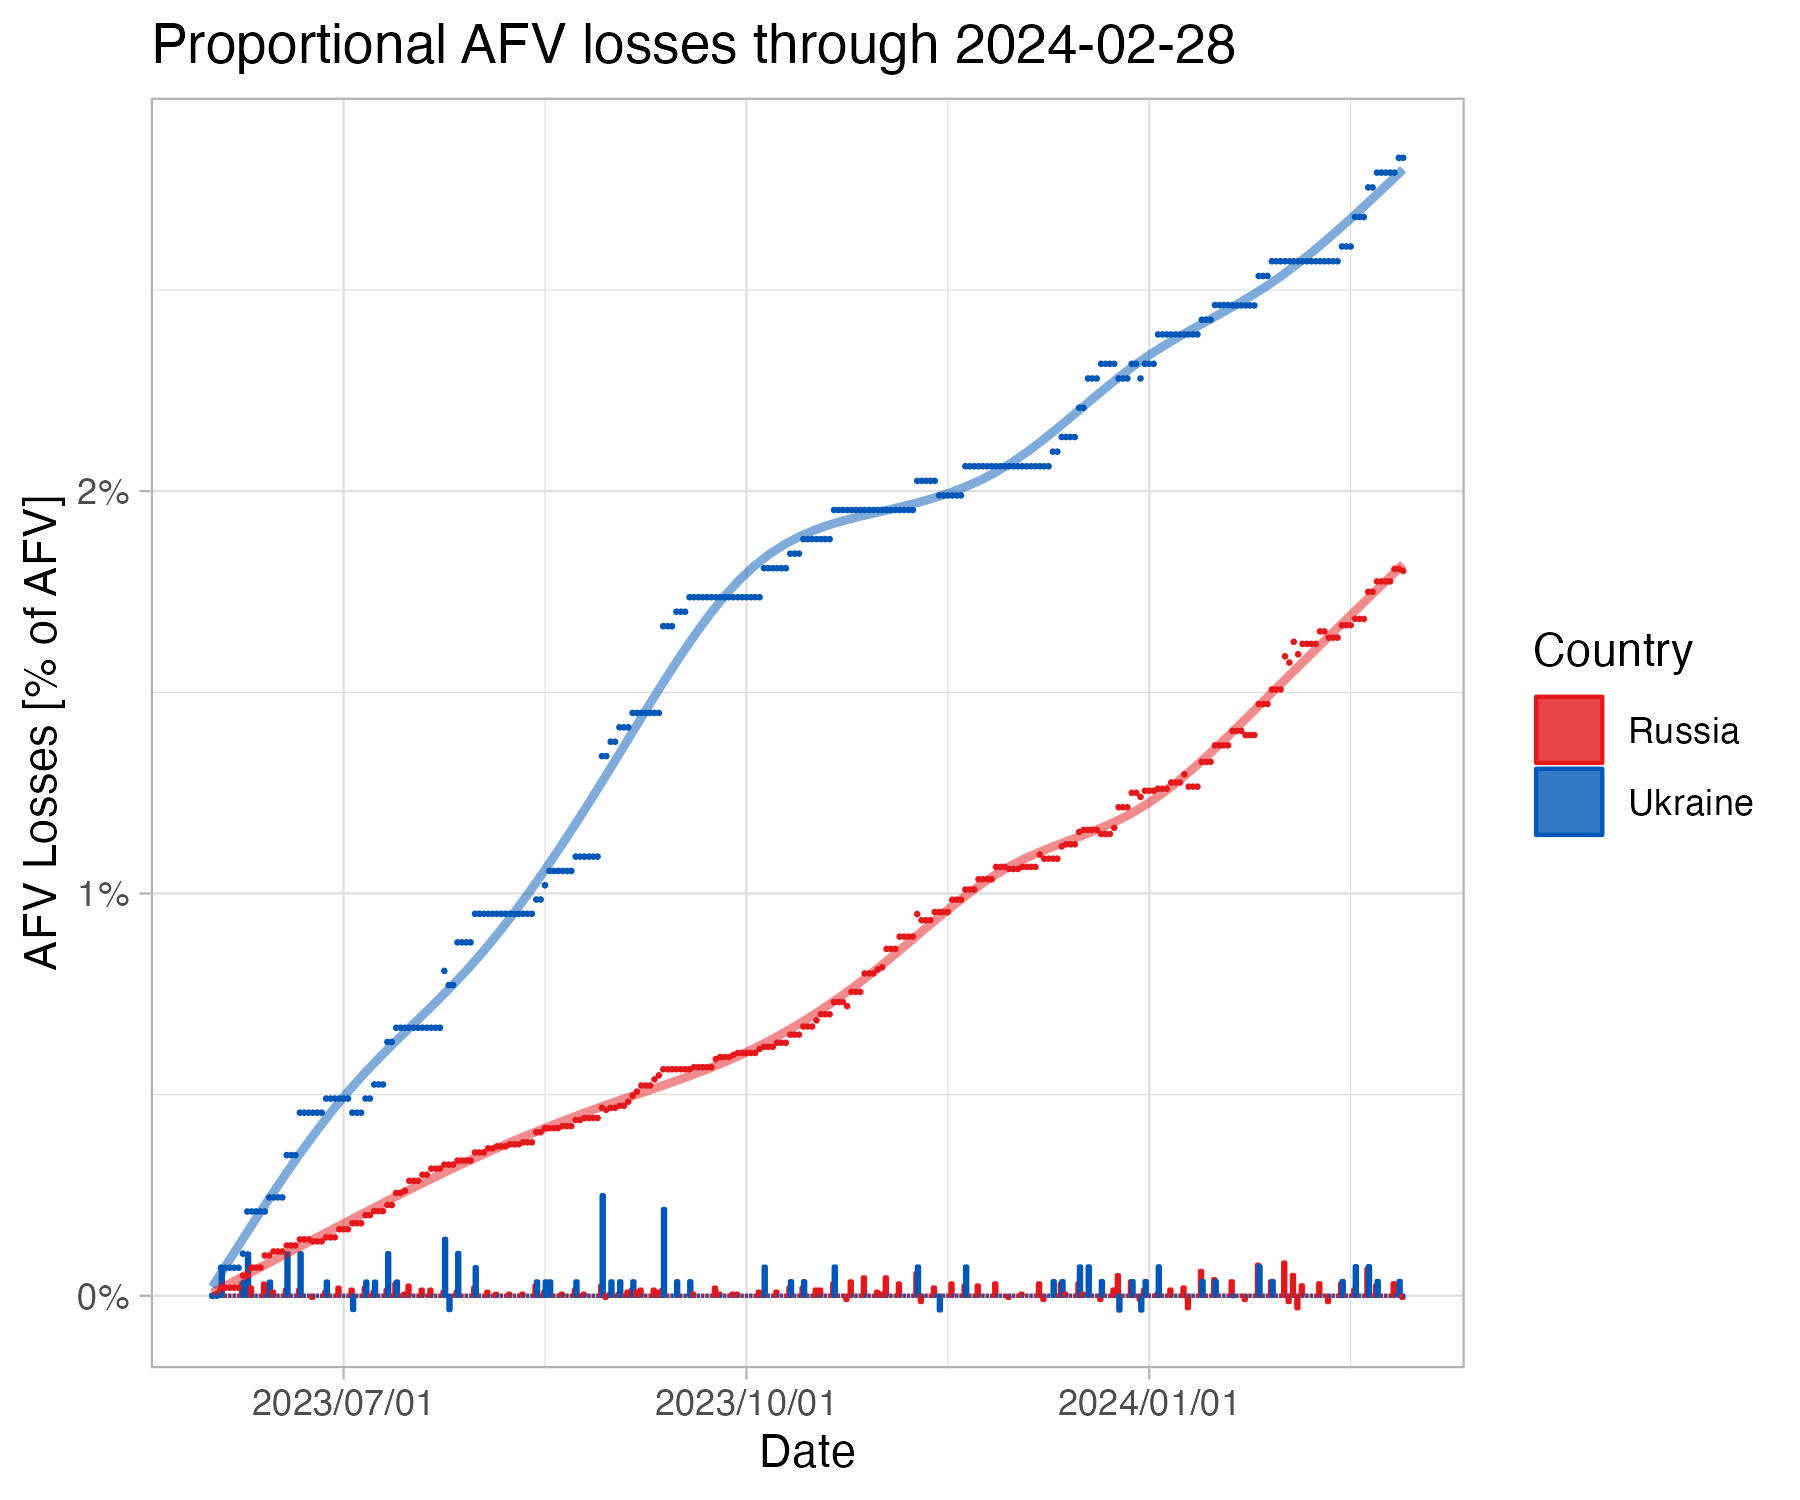 Proportional AFV losses through 2024-02-28
AFV Losses [% of AFV]
2%
1%
0%
2023/07/01
2023/10/01
2024/01/01
Date
Country
Russia
Ukraine